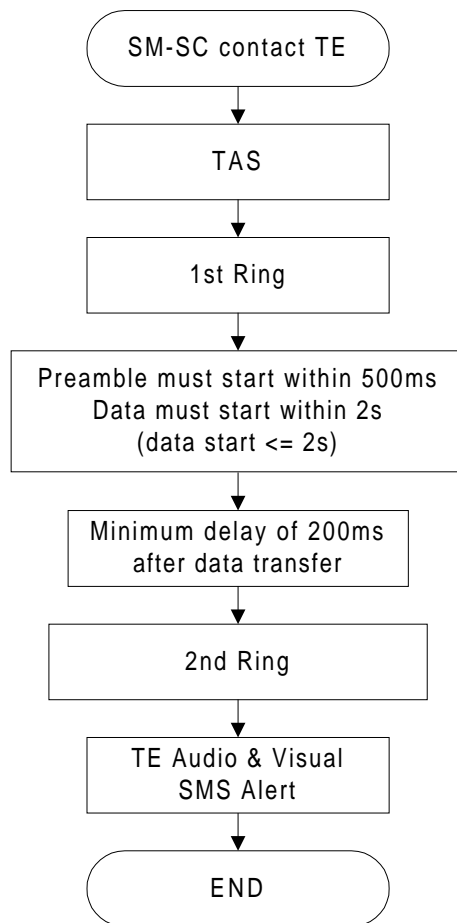 SM-SC contact TE
TAS
1st Ring
Preamble must start within 500ms
Data must start within 2s
(data start <= 2s)
Minimum delay of 200ms
after data transfer
2nd Ring
TE Audio & Visual
SMS Alert
END